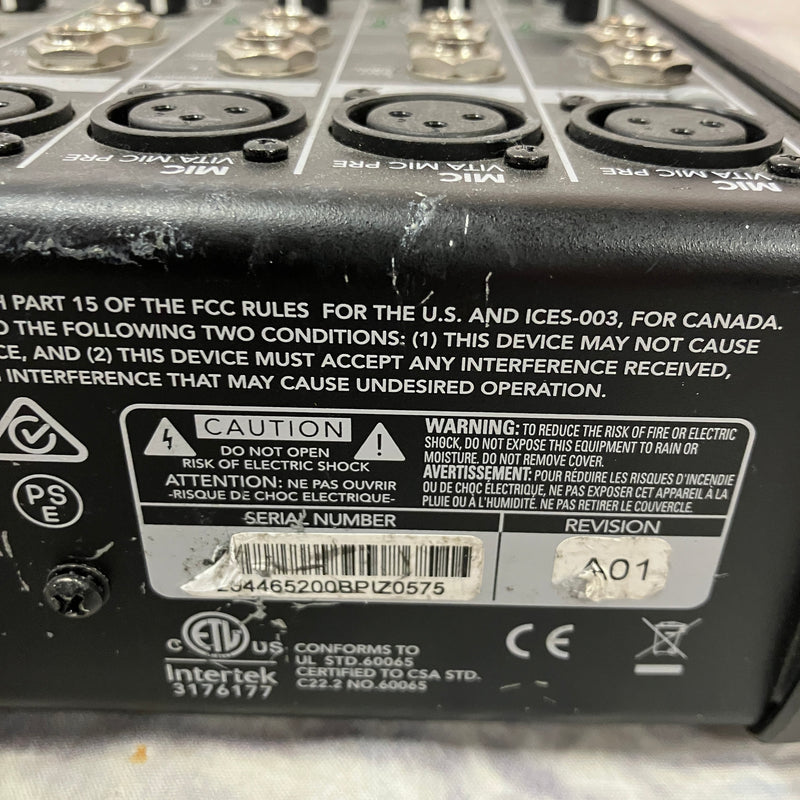 VITA MIC PRE
MIC
VITA MIC PRE
MIC
VITA MIC PRE
MIC
PART 15 OF THE FCC RULES FOR THE U.S. AND ICES-003, FOR CANADA.
THE FOLLOWING TWO CONDITIONS: (1) THIS DEVICE MAY NOT CAUSE
AND (2) THIS DEVICE MUST ACCEPT ANY INTERFERENCE RECEIVED,
INTERFERENCE THAT MAY CAUSE UNDESIRED OPERATION.
CAUTION
DO NOT OPEN
RISK OF ELECTRIC SHOCK
ATTENTION: NE PAS OUVRIR
-RISQUE DE CHOC ELECTRIQUE-
WARNING: TO REDUCE THE RISK OF FIRE OR ELECTRIC
SHOCK, DO NOT EXPOSE THIS EQUIPMENT TO RAIN OR
MOISTURE. DO NOT REMOVE COVER.
AVERTISSEMENT: POUR RÉDUIRE LES RISQUES D'INCENDIE
OU DE CHOC ÉLECTRIQUE, NE PAS EXPOSER CET APPAREIL À LA
PLUIE OU À L'HUMIDITÉ. NE PAS RETIRER LE COUVERCLE.
PS
E
SERIAL NUMBER
REVISION
A01
C ETL US
Intertek
3176177
CONFORMS TO
UL STD.60065
CERTIFIED TO CSA STD.
C22.2 NO.60065
CE